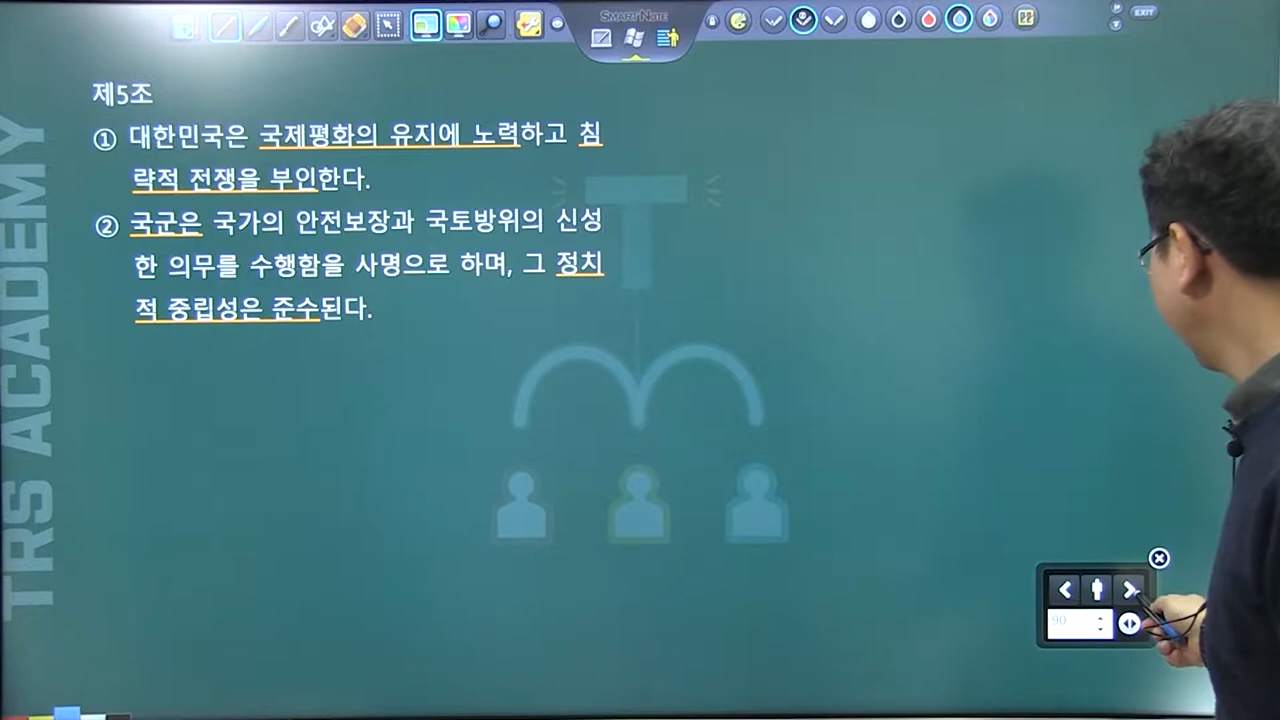 SMART NOTE
EXIT
제5조
① 대한민국은 국제평화의 유지에 노력하고 침
략적 전쟁을 부인한다.
② 국군은 국가의 안전보장과 국토방위의 신성
한 의무를 수행함을 사명으로 하며, 그 정치
적 중립성은 준수된다.
TRS ACADEMY
90